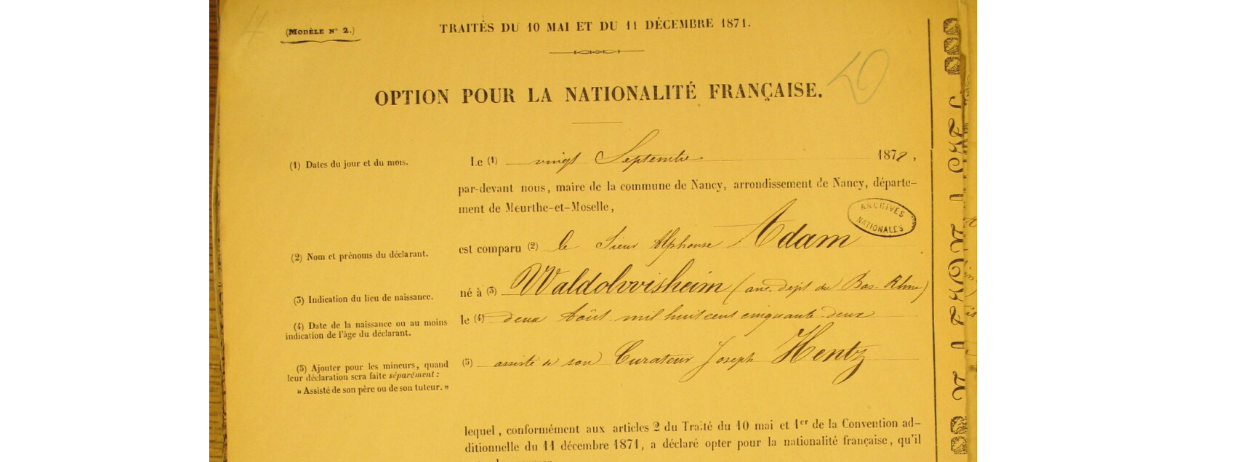 (MODÈLE N° 2.)
TRAITÉS DU 10 MAI ET DU 11 DÉCEMBRE 1871.
OPTION POUR LA NATIONALITÉ FRANÇAISE.
(1) Dates du jour et du mois.
Le (1) vingt Septembre 1872,
par-devant nous, maire de la commune de Nancy, arrondissement de Nancy, départe-
ment de Meurthe-et-Moselle,
ARCHIVES
NATIONALES
(2) Nom et prénoms du déclarant.
est comparu (2) le Sieur Alphonse Adam
(3) Indication du lieu de naissance.
né à (3) Waldolwisheim (anc. dépt du Bas-Rhin)
(4) Date de la naissance ou au moins
indication de l'âge du déclarant.
le (4) deux Août mil huit cent cinquante-deux
(5) Ajouter pour les mineurs, quand
leur déclaration sera faite séparément :
« Assisté de son père ou de son tuteur. »
(5) assisté de son Curateur Joseph Hentz
lequel, conformément aux articles 2 du Traité du 10 mai et 1er de la Convention ad-
ditionnelle du 11 décembre 1871, a déclaré opter pour la nationalité française, qu'il